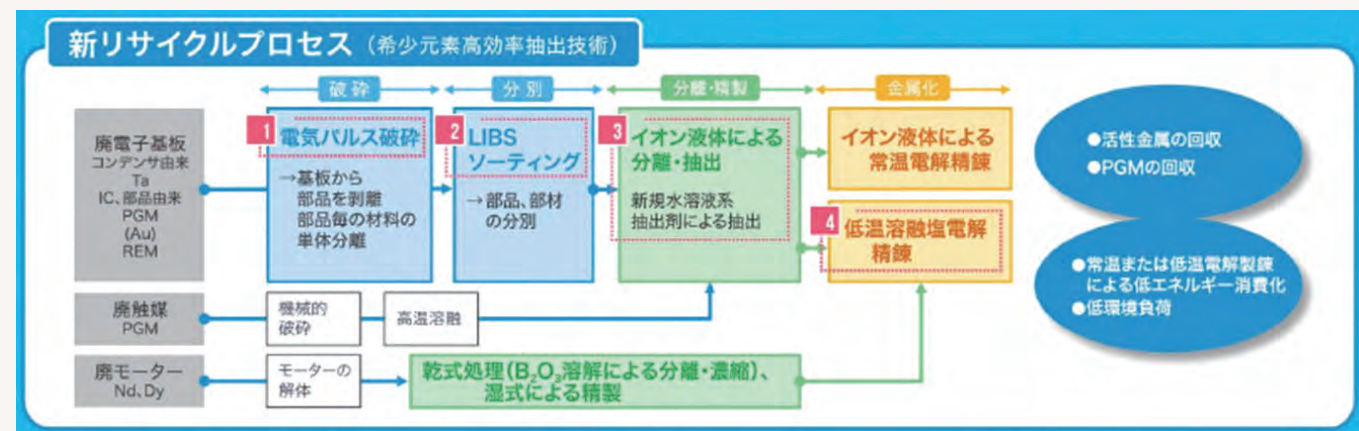 新リサイクルプロセス（希少元素高効率抽出技術）
破砕
分別
分離・精製
金属化
廃電子基板
コンデンサ由来
Ta
IC、部品由来
PGM
(Au)
REM
1
電気パルス破砕
→基板から
部品を剥離
部品毎の材料の
単体分離
2
LIBS
ソーティング
→部品、部材
の分別
3
イオン液体による
分離・抽出
新規水溶液系
抽出剤による抽出
イオン液体による
常温電解精錬
4
低温溶融塩電解
精錬
廃触媒
PGM
機械的
破砕
高温溶融
廃モーター
Nd、Dy
モーターの
解体
乾式処理（B₂O₃溶解による分離・濃縮）、
湿式による精製
●活性金属の回収
●PGMの回収
●常温または低温電解製錬
による低エネルギー消費化
●低環境負荷